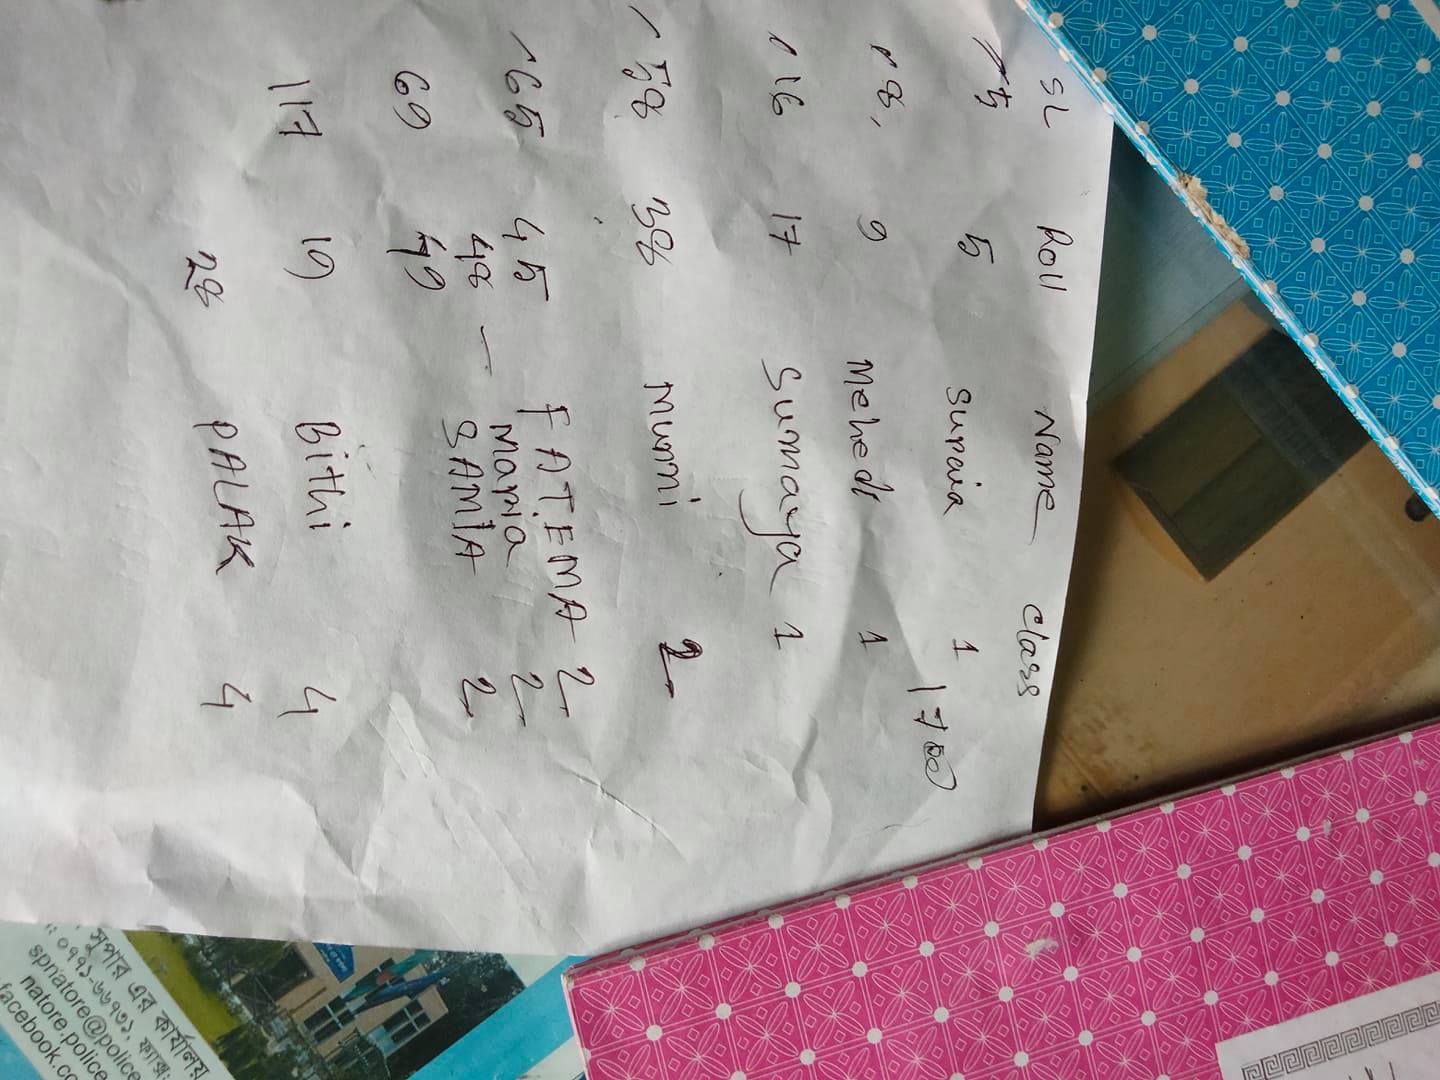 SL Roll Name Class
5 5 Suraia 1
1700
8, 9 Mehedi 1
16 17 Sumaya 1
58 38 Munni 2
65 45 FATEMA 2
48 — Maria 2
SAMIA 2
69 49
117 19 Bithi 4
28 PALAK 4
সুপার এর কার্যালয়
০৭৭১-৬৬৭৩১, ফ্যাক্স:
spnatore@police
natore.police
facebook.co